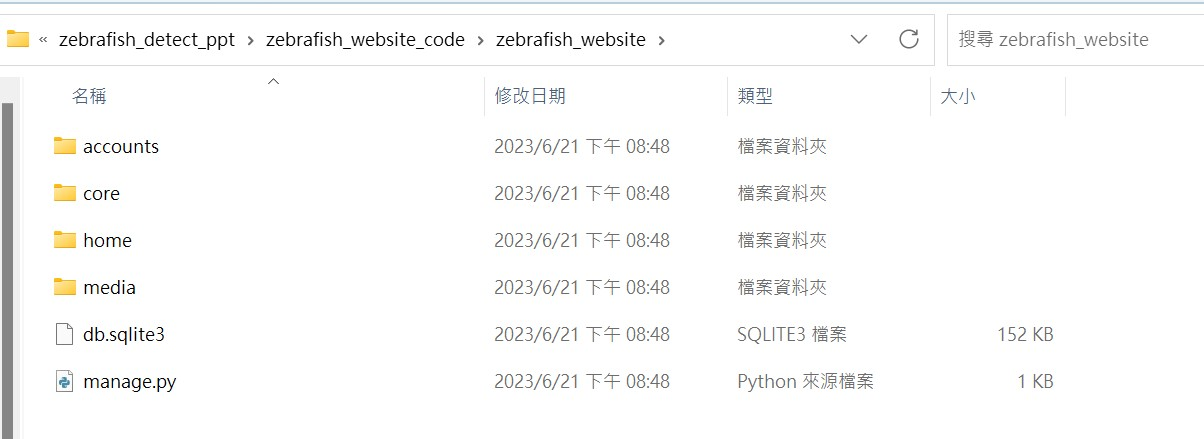 « zebrafish_detect_ppt › zebrafish_website_code › zebrafish_website › 搜尋 zebrafish_website
名稱 修改日期 類型 大小
accounts 2023/6/21 下午 08:48 檔案資料夾
core 2023/6/21 下午 08:48 檔案資料夾
home 2023/6/21 下午 08:48 檔案資料夾
media 2023/6/21 下午 08:48 檔案資料夾
db.sqlite3 2023/6/21 下午 08:48 SQLITE3 檔案 152 KB
manage.py 2023/6/21 下午 08:48 Python 來源檔案 1 KB